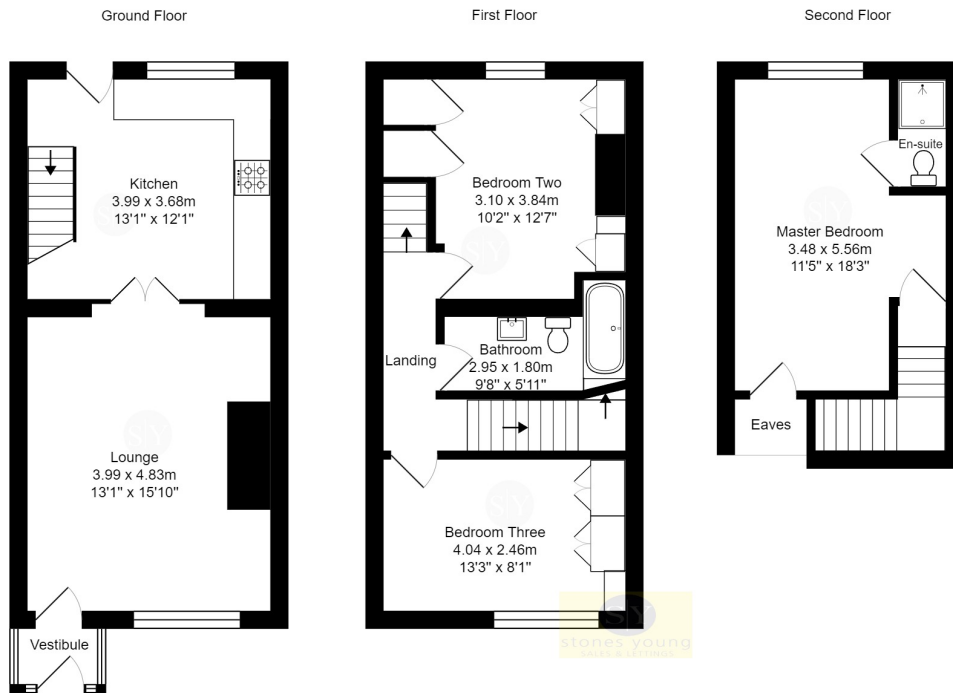 Ground Floor
First Floor
Second Floor
Kitchen
3.99 x 3.68m
13'1" x 12'1"
Lounge
3.99 x 4.83m
13'1" x 15'10"
Vestibule
Bedroom Two
3.10 x 3.84m
10'2" x 12'7"
Landing
Bathroom
2.95 x 1.80m
9'8" x 5'11"
Bedroom Three
4.04 x 2.46m
13'3" x 8'1"
SY
stones young
SALES & LETTINGS
En-suite
Master Bedroom
3.48 x 5.56m
11'5" x 18'3"
Eaves